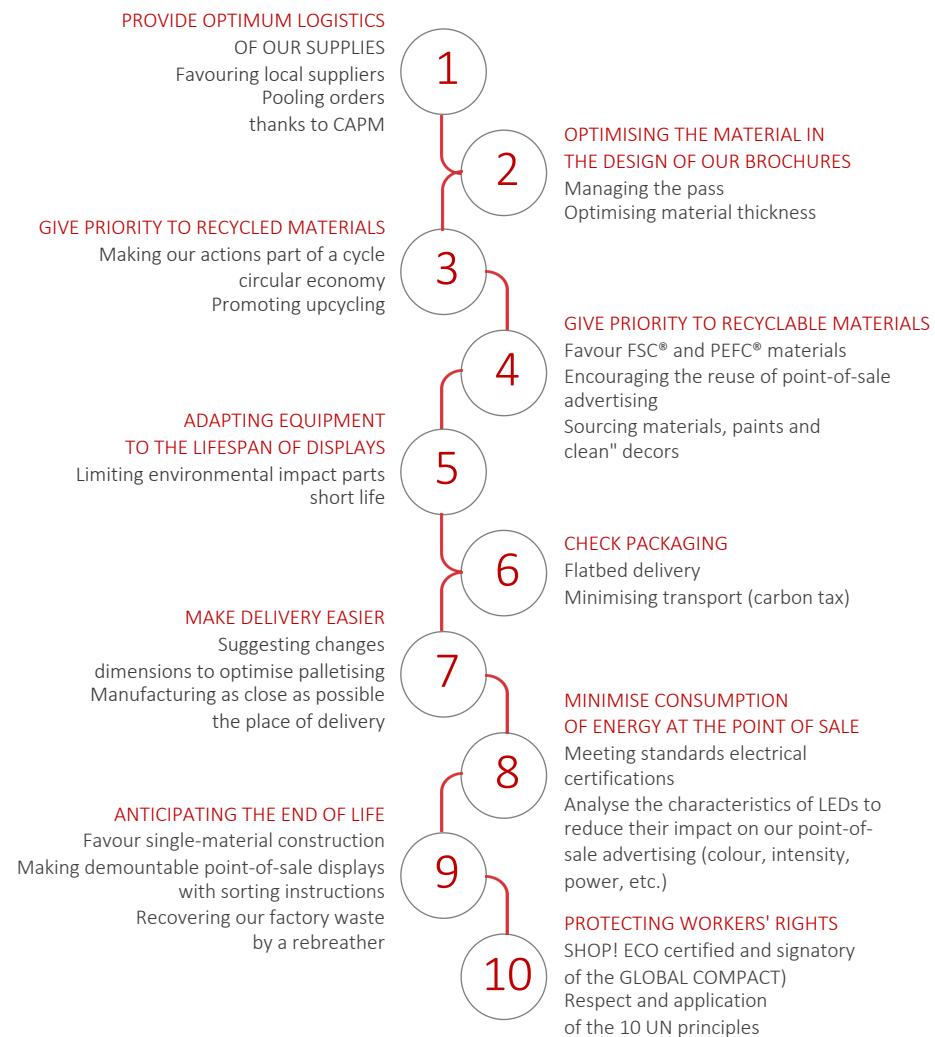 PROVIDE OPTIMUM LOGISTICS
OF OUR SUPPLIES
Favouring local suppliers
Pooling orders
thanks to CAPM
1
2
OPTIMISING THE MATERIAL IN
THE DESIGN OF OUR BROCHURES
Managing the pass
Optimising material thickness
GIVE PRIORITY TO RECYCLED MATERIALS
Making our actions part of a cycle
circular economy
Promoting upcycling
3
4
GIVE PRIORITY TO RECYCLABLE MATERIALS
Favour FSC® and PEFC® materials
Encouraging the reuse of point-of-sale
advertising
Sourcing materials, paints and
clean" decors
ADAPTING EQUIPMENT
TO THE LIFESPAN OF DISPLAYS
Limiting environmental impact parts
short life
5
6
CHECK PACKAGING
Flatbed delivery
Minimising transport (carbon tax)
MAKE DELIVERY EASIER
Suggesting changes
dimensions to optimise palletising
Manufacturing as close as possible
the place of delivery
7
8
MINIMISE CONSUMPTION
OF ENERGY AT THE POINT OF SALE
Meeting standards electrical
certifications
Analyse the characteristics of LEDs to
reduce their impact on our point-of-
sale advertising (colour, intensity,
power, etc.)
ANTICIPATING THE END OF LIFE
Favour single-material construction
Making demountable point-of-sale displays
with sorting instructions
Recovering our factory waste
by a rebreather
9
10
PROTECTING WORKERS' RIGHTS
SHOP! ECO certified and signatory
of the GLOBAL COMPACT)
Respect and application
of the 10 UN principles